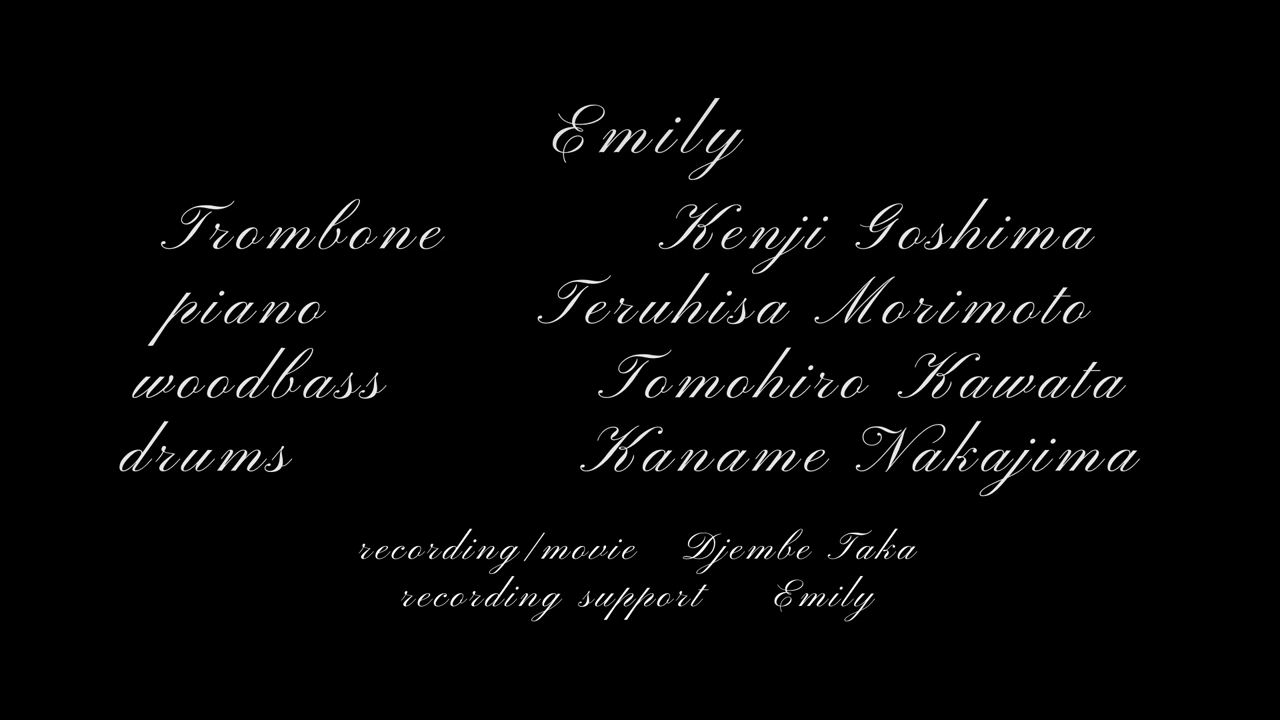 Emily
Trombone Kenji Goshima
piano Teruhisa Morimoto
woodbass Tomohiro Kawata
drums Kaname Nakajima
recording/movie Djembe Taka
recording support Emily